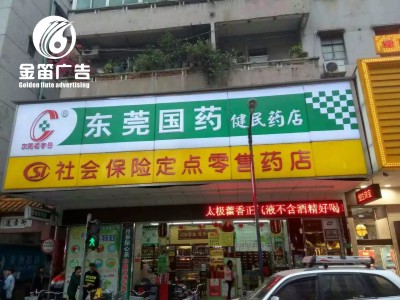 金笛广告
Golden flute advertising
东莞国药 健民药店
社会保险定点零售药店
太极藿香正气液不含酒精好喝